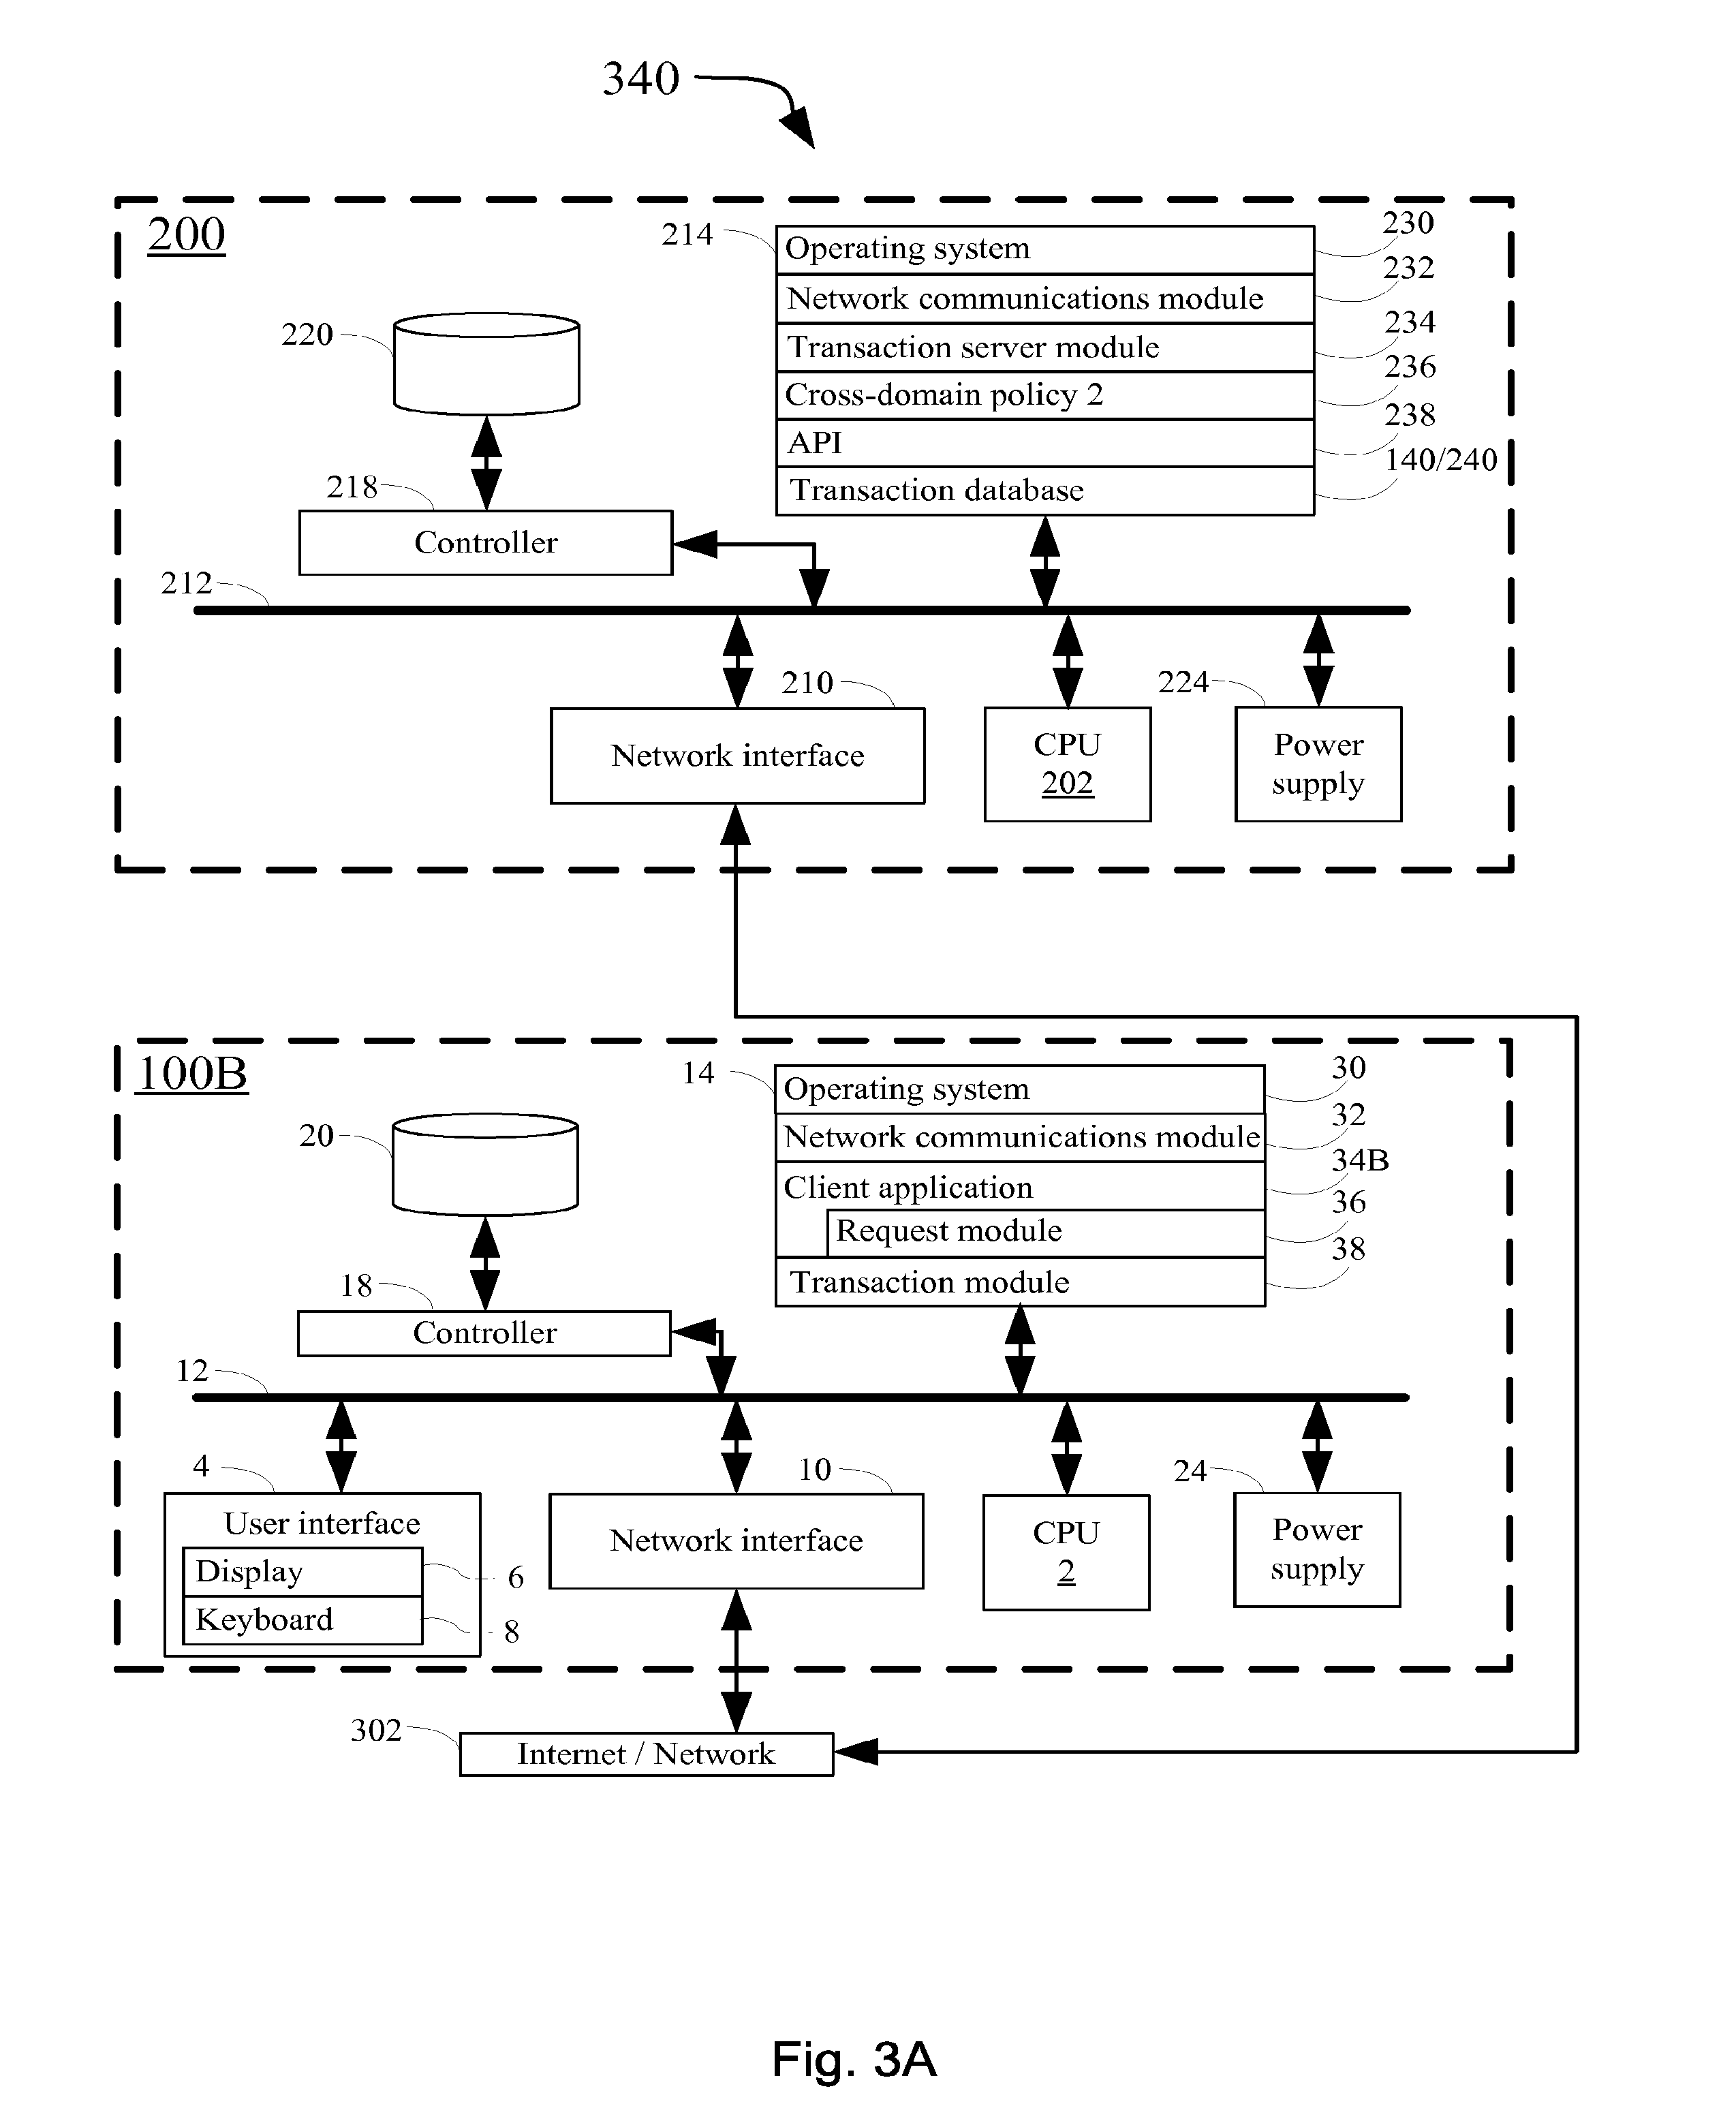 340
200
214
Operating system
230
Network communications module
232
Transaction server module
234
Cross-domain policy 2
236
API
238
Transaction database
140/240
220
218
Controller
212
210
Network interface
CPU
202
224
Power
supply
100B
14
Operating system
30
Network communications module
32
Client application
34B
Request module
36
Transaction module
38
20
18
Controller
12
4
User interface
Display
6
Keyboard
8
10
Network interface
CPU
2
24
Power
supply
302
Internet / Network
Fig. 3A